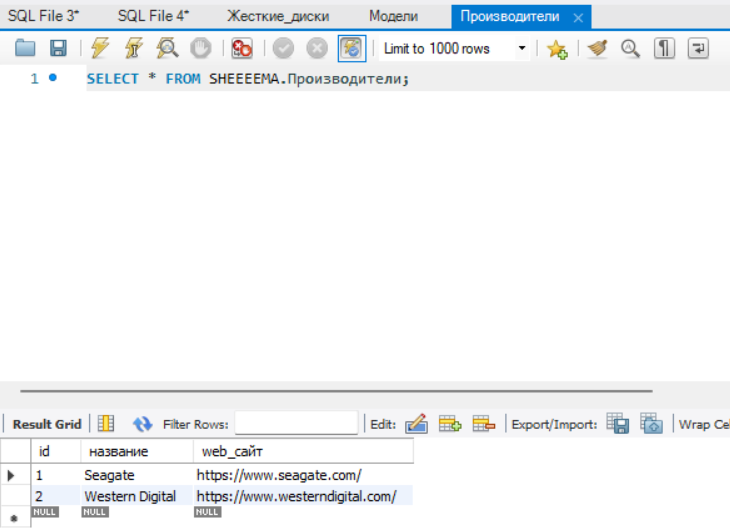 SQL File 3* SQL File 4* Жесткие_диски Модели Производители
Limit to 1000 rows
1 SELECT * FROM SHEEEEMA.Производители;
Result Grid Filter Rows: Edit: Export/Import: Wrap Cel
id название web_сайт
1 Seagate https://www.seagate.com/
2 Western Digital https://www.westerndigital.com/
NULL NULL NULL